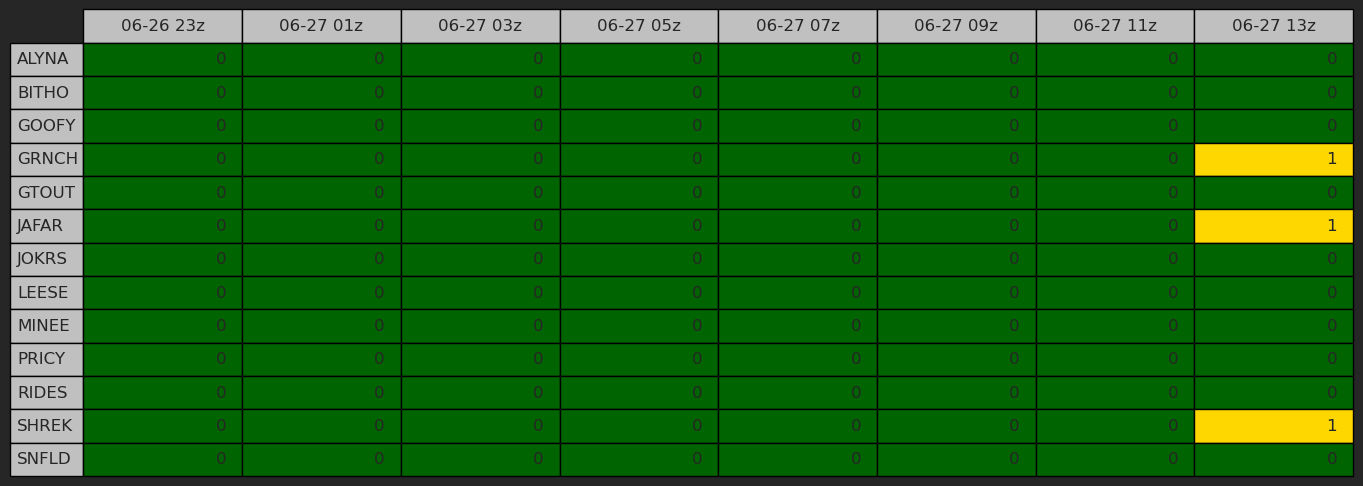 06-26 23z 06-27 01z 06-27 03z 06-27 05z 06-27 07z 06-27 09z 06-27 11z 06-27 13z
ALYNA 0 0 0 0 0 0 0 0
BITHO 0 0 0 0 0 0 0 0
GOOFY 0 0 0 0 0 0 0 0
GRNCH 0 0 0 0 0 0 0 1
GTOUT 0 0 0 0 0 0 0 0
JAFAR 0 0 0 0 0 0 0 1
JOKRS 0 0 0 0 0 0 0 0
LEESE 0 0 0 0 0 0 0 0
MINEE 0 0 0 0 0 0 0 0
PRICY 0 0 0 0 0 0 0 0
RIDES 0 0 0 0 0 0 0 0
SHREK 0 0 0 0 0 0 0 1
SNFLD 0 0 0 0 0 0 0 0